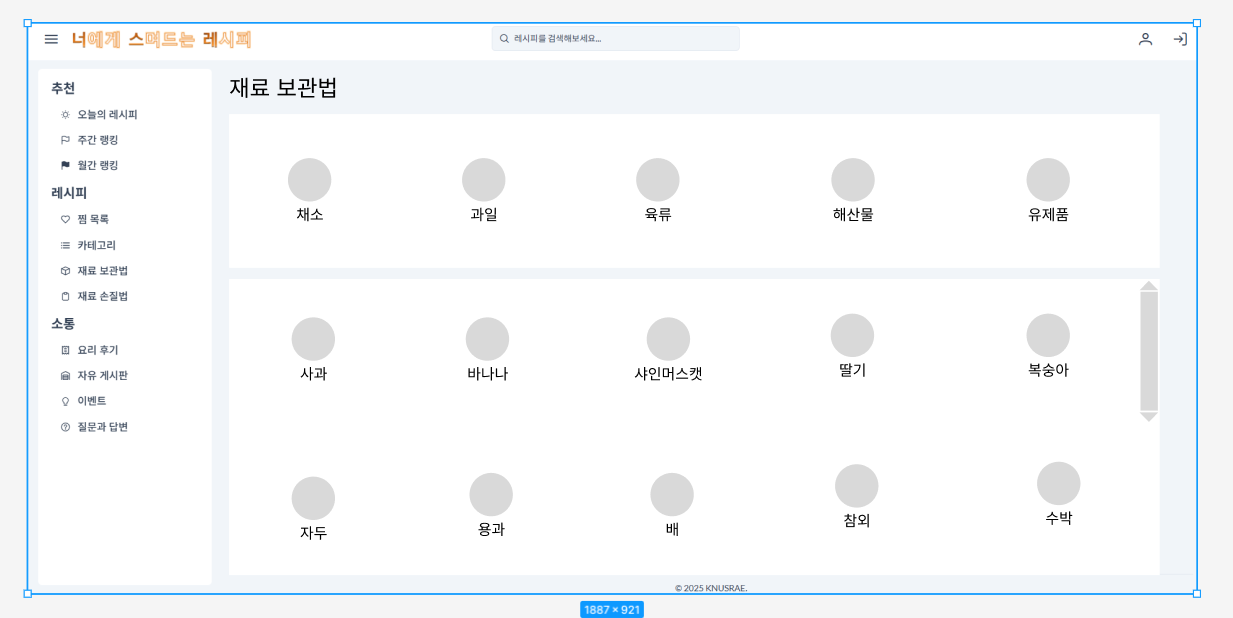 너에게 스며드는 레시피
레시피를 검색해보세요...
추천
오늘의 레시피
주간 랭킹
월간 랭킹
레시피
찜 목록
카테고리
재료 보관법
재료 손질법
소통
요리 후기
자유 게시판
이벤트
질문과 답변
재료 보관법
채소 과일 육류 해산물 유제품
사과 바나나 샤인머스캣 딸기 복숭아
자두 용과 배 참외 수박
© 2025 KNUSRAE.
1887 × 921